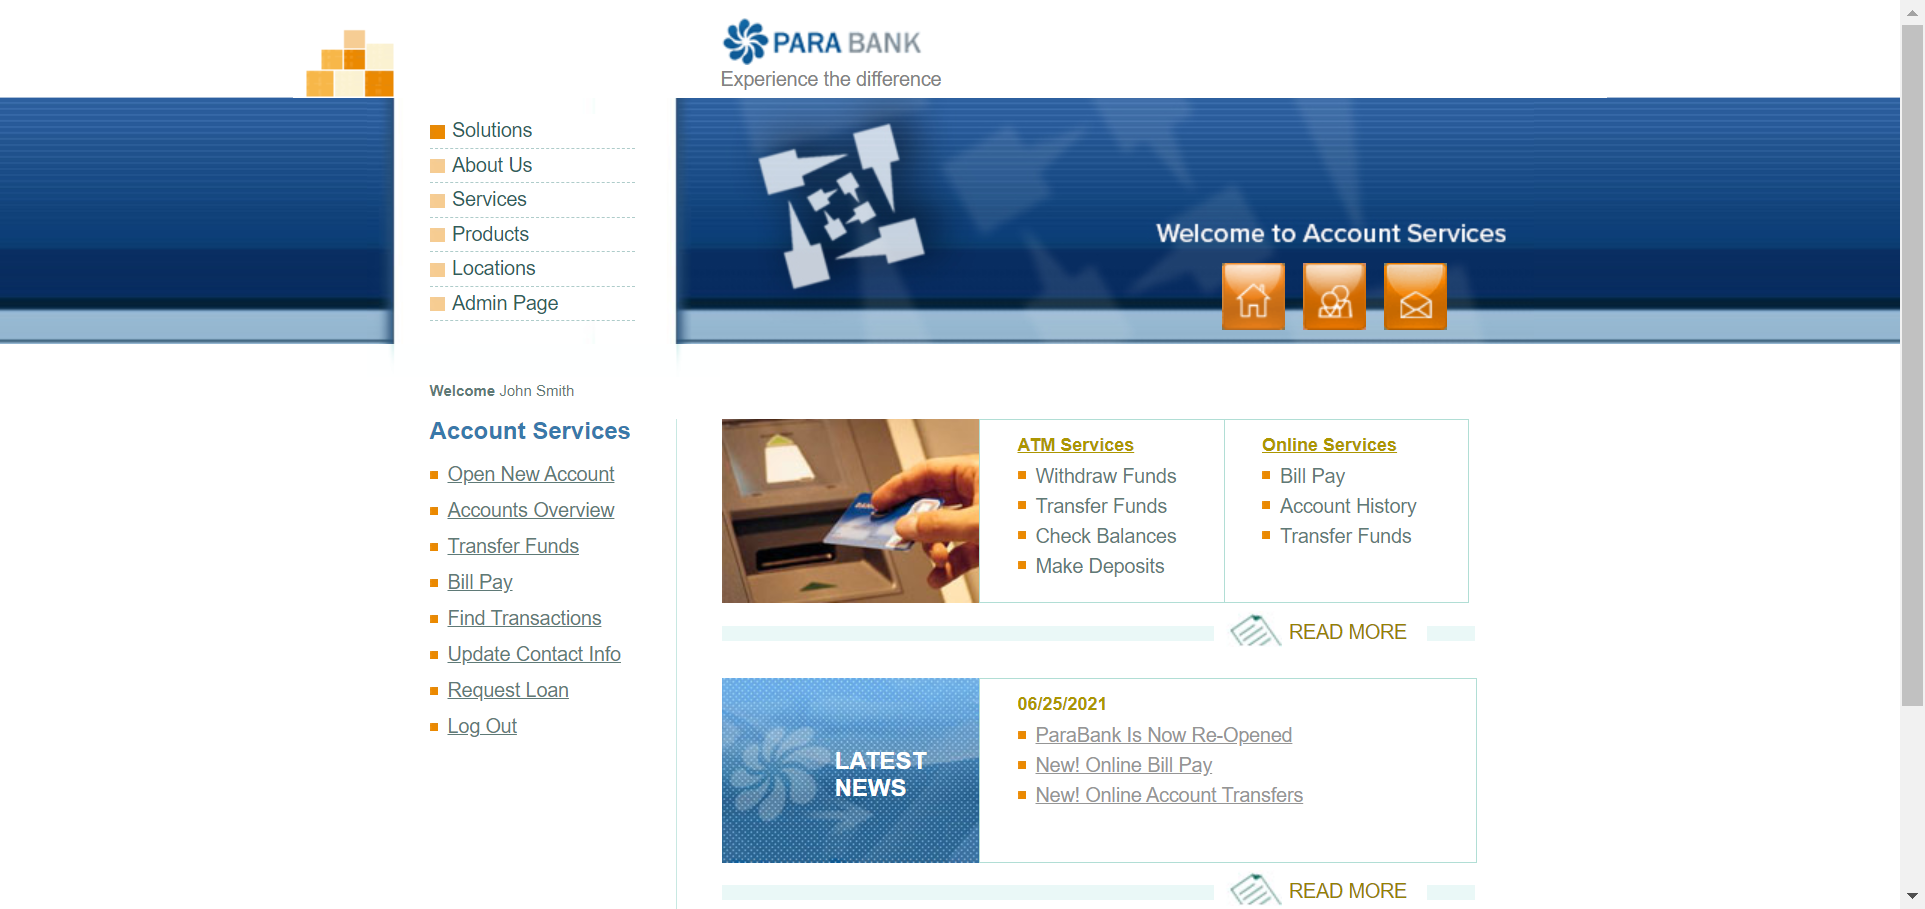 PARA BANK
Experience the difference
Solutions
About Us
Services
Products
Locations
Admin Page
Welcome to Account Services
Welcome John Smith
Account Services
Open New Account
Accounts Overview
Transfer Funds
Bill Pay
Find Transactions
Update Contact Info
Request Loan
Log Out
ATM Services
Withdraw Funds
Transfer Funds
Check Balances
Make Deposits
Online Services
Bill Pay
Account History
Transfer Funds
READ MORE
LATEST
NEWS
06/25/2021
ParaBank Is Now Re-Opened
New! Online Bill Pay
New! Online Account Transfers
READ MORE